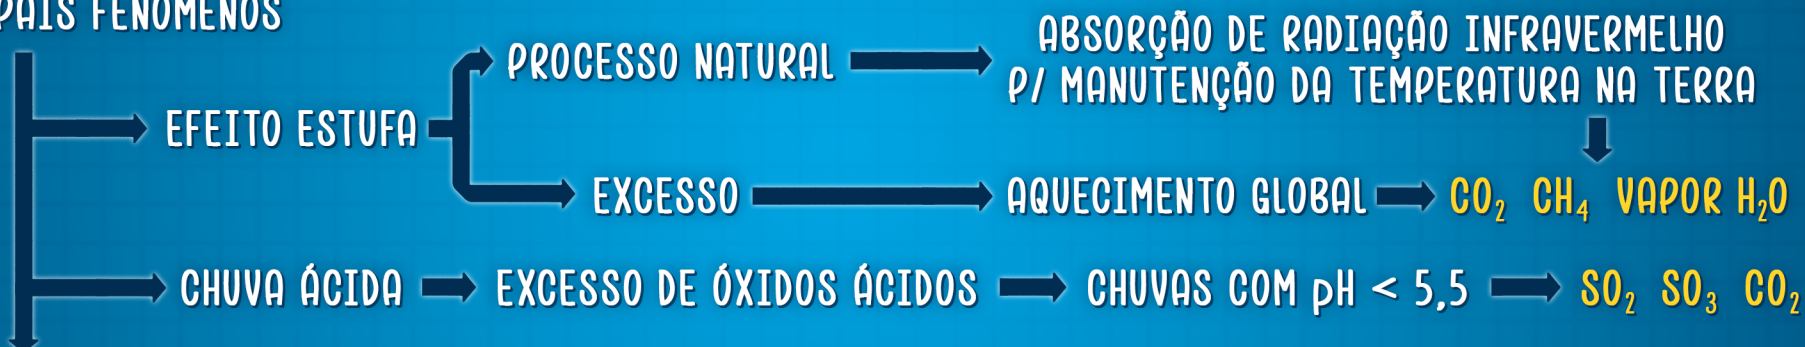 FENÔMENOS
PROCESSO NATURAL
ABSORÇÃO DE RADIAÇÃO INFRAVERMELHO
P/ MANUTENÇÃO DA TEMPERATURA NA TERRA
EFEITO ESTUFA
EXCESSO
AQUECIMENTO GLOBAL
CO₂ CH₄ VAPOR H₂O
CHUVA ÁCIDA
EXCESSO DE ÓXIDOS ÁCIDOS
CHUVAS COM pH < 5,5
SO₂ SO₃ CO₂